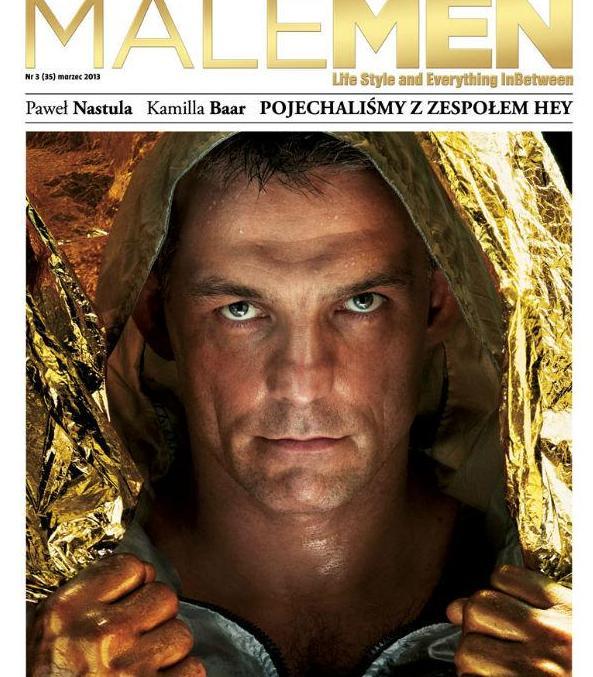 MALEMEN
Nr 3 (35) marzec 2013
Life Style and Everything InBetween
Paweł Nastula Kamilla Baar POJECHALIŚMY Z ZESPOŁEM HEY